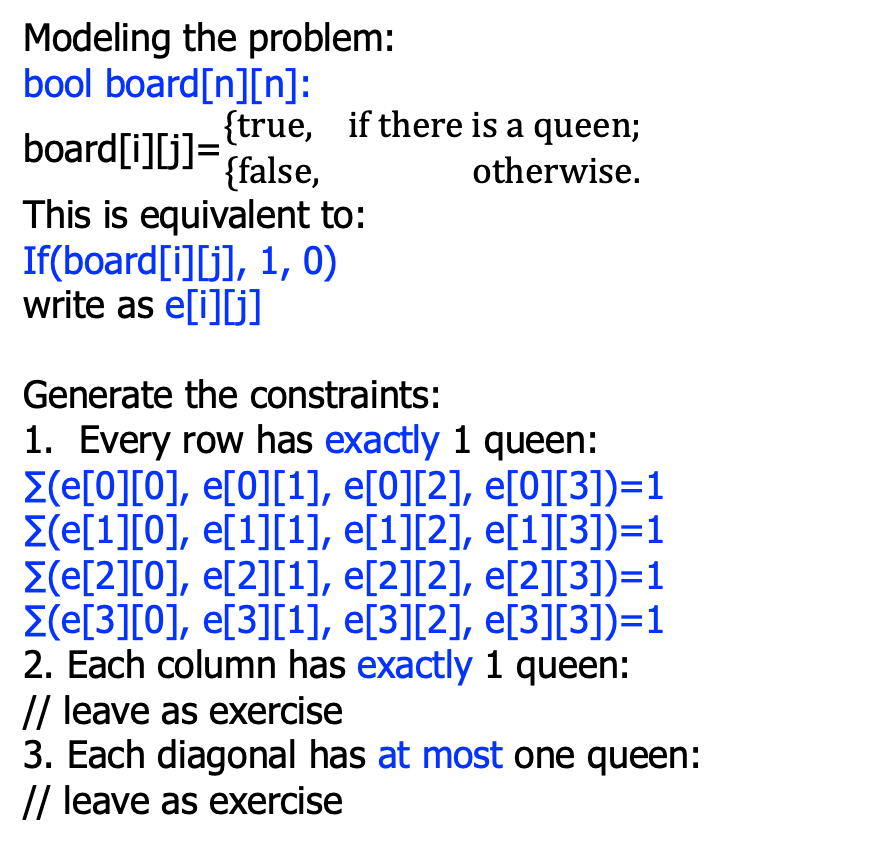 Modeling the problem:
bool board[n][n]:
board[i][j]={true, if there is a queen;
{false, otherwise.
This is equivalent to:
If(board[i][j], 1, 0)
write as e[i][j]
Generate the constraints:
1. Every row has exactly 1 queen:
Σ(e[0][0], e[0][1], e[0][2], e[0][3])=1
Σ(e[1][0], e[1][1], e[1][2], e[1][3])=1
Σ(e[2][0], e[2][1], e[2][2], e[2][3])=1
Σ(e[3][0], e[3][1], e[3][2], e[3][3])=1
2. Each column has exactly 1 queen:
// leave as exercise
3. Each diagonal has at most one queen:
// leave as exercise